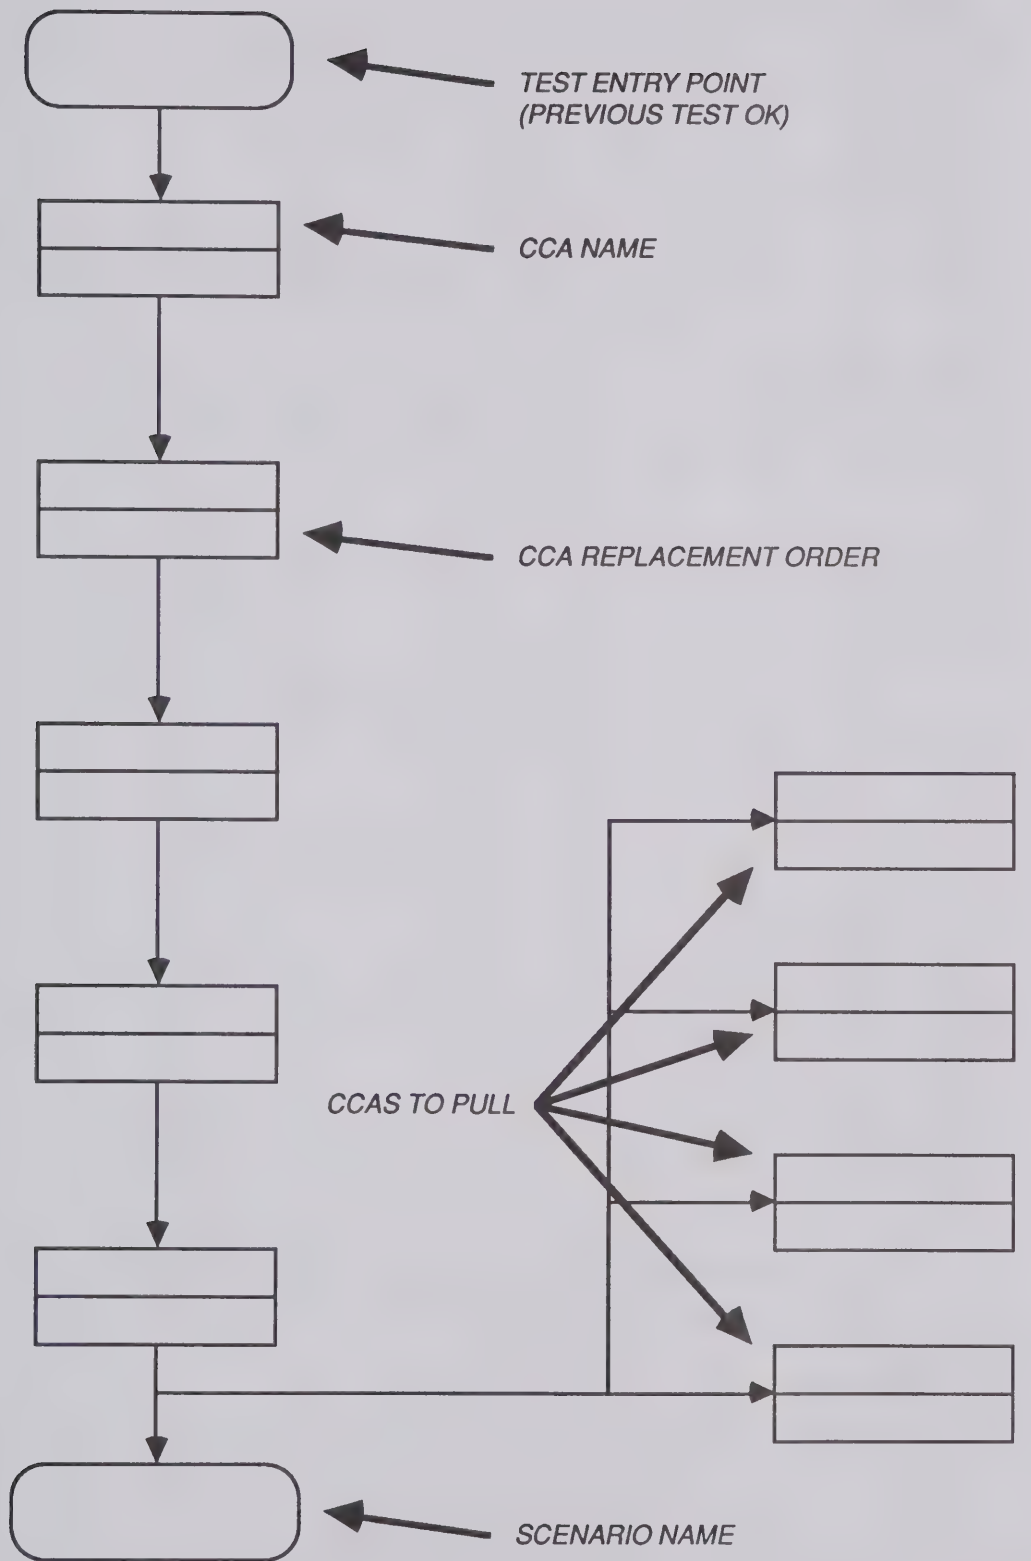 TEST ENTRY POINT
(PREVIOUS TEST OK)
CCA NAME
CCA REPLACEMENT ORDER
CCAS TO PULL
SCENARIO NAME